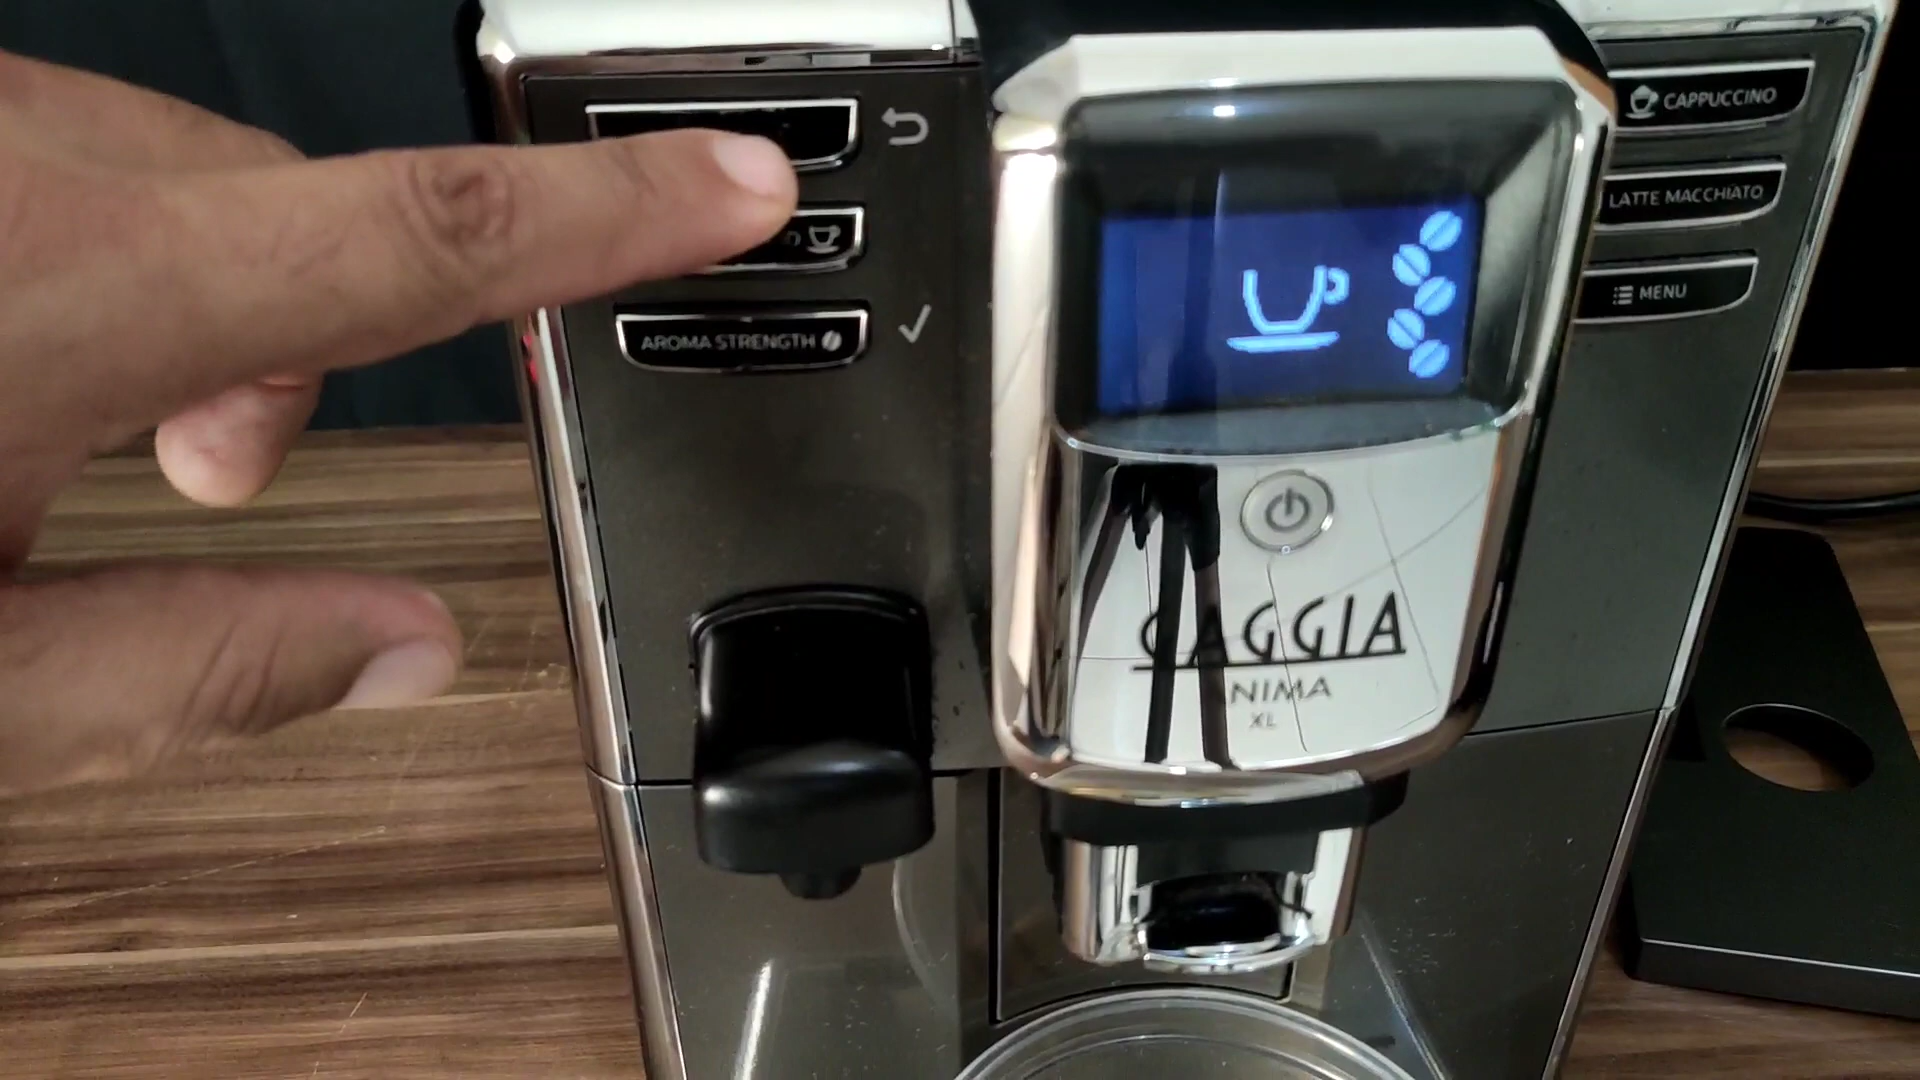 AROMA STRENGTH
CAPPUCCINO
LATTE MACCHIATO
MENU
GAGGIA
ANIMA
XL